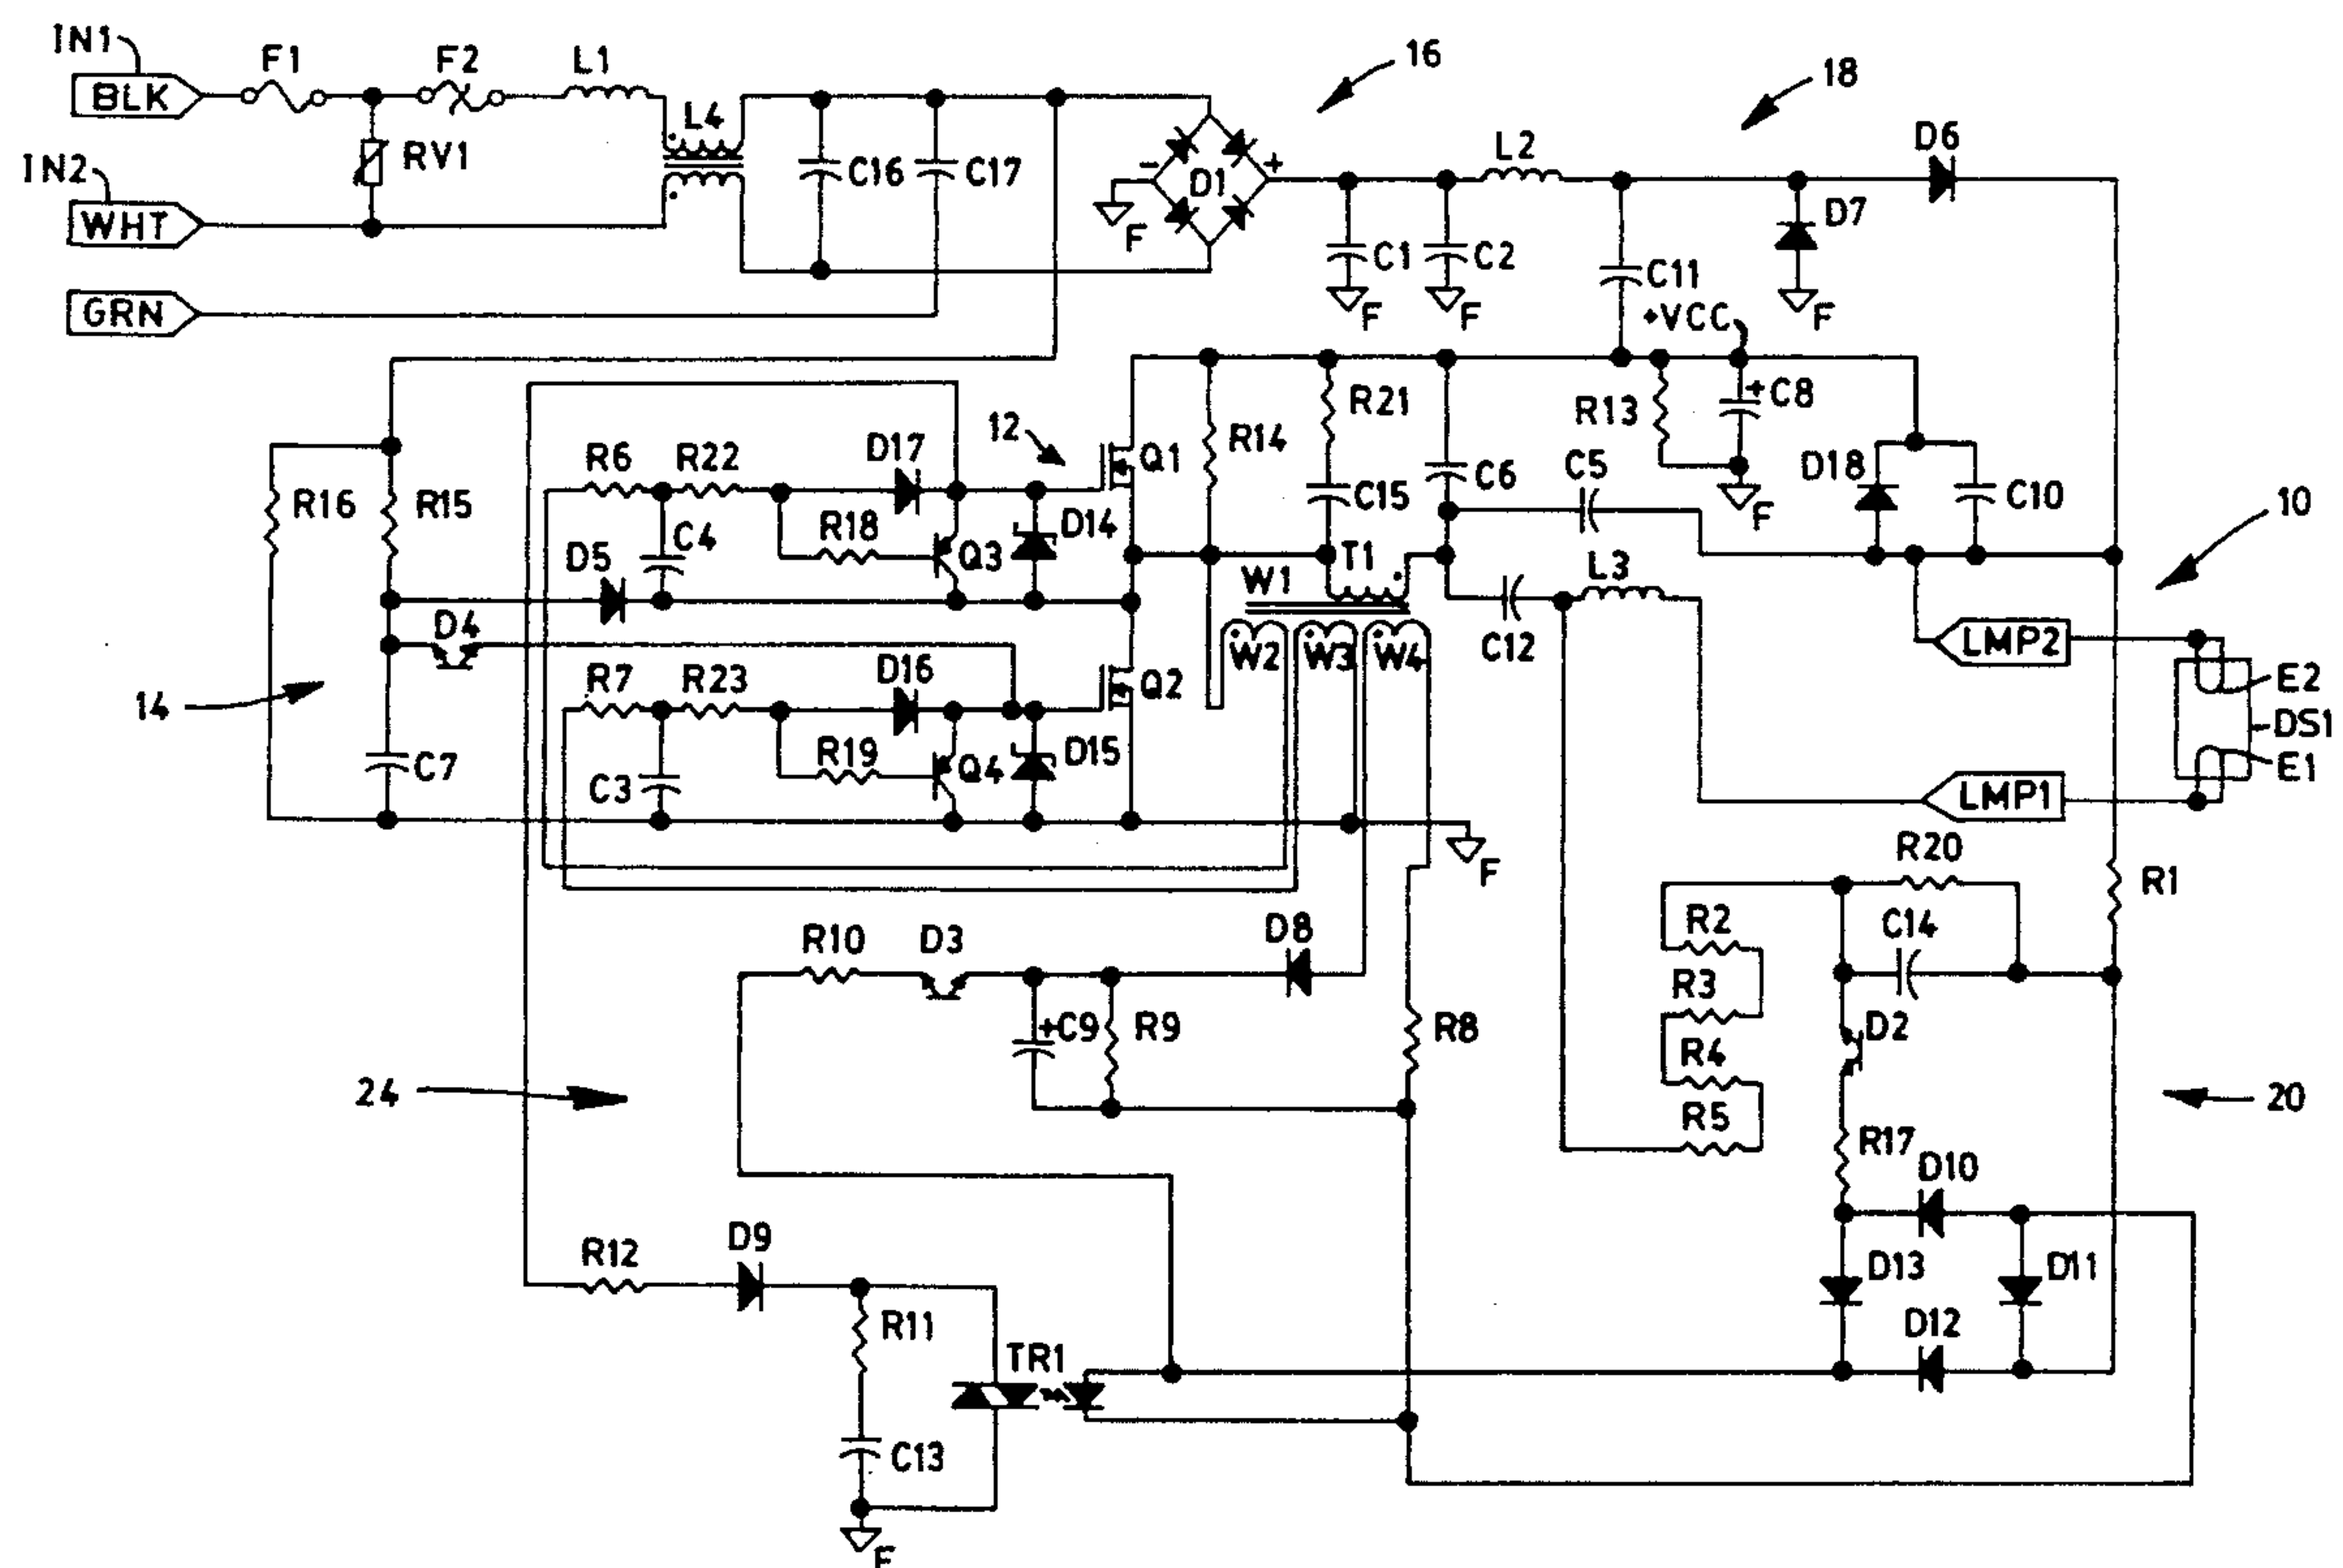 IN1
F1
F2
L1
16
18
BLK
L4
D6
RV1
C16
C17
L2
IN2
- D1 +
WHT
F
D7
C1
C2
C11
GRN
F
F
+VCC
F
R21
R13
+C8
12
R14
D17
Q1
D18
R6
R22
C6
C5
R16
R15
C15
C10
10
R18
D14
F
C4
Q3
T1
D5
W1
L3
D4
C12
LMP2
W2
W3
W4
R7
R23
D16
Q2
E2
14
DS1
R19
D15
C7
Q4
E1
C3
LMP1
R20
F
R1
R2
C14
R10
D3
D8
R3
+C9
R9
R8
D2
R4
24
20
R5
R17
D10
R12
D9
D13
D11
R11
D12
TR1
C13
F